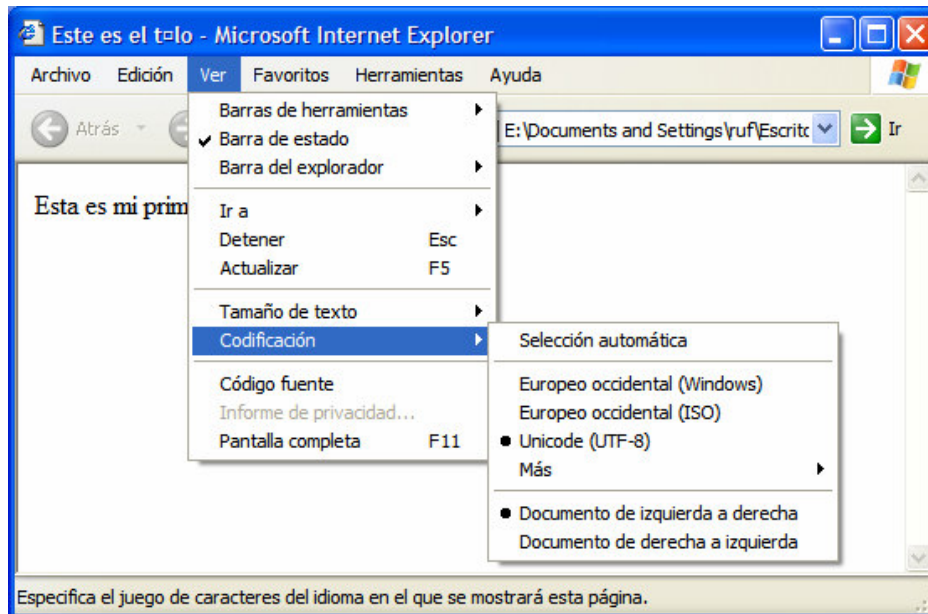 Este es el t¤lo - Microsoft Internet Explorer
Archivo Edición Ver Favoritos Herramientas Ayuda
Atrás E:\Documents and Settings\ruf\Escrito Ir
Esta es mi prim
Barras de herramientas
Barra de estado
Barra del explorador
Ir a
Detener Esc
Actualizar F5
Tamaño de texto
Codificación
Código fuente
Informe de privacidad...
Pantalla completa F11
Selección automática
Europeo occidental (Windows)
Europeo occidental (ISO)
Unicode (UTF-8)
Más
Documento de izquierda a derecha
Documento de derecha a izquierda
Especifica el juego de caracteres del idioma en el que se mostrará esta página.